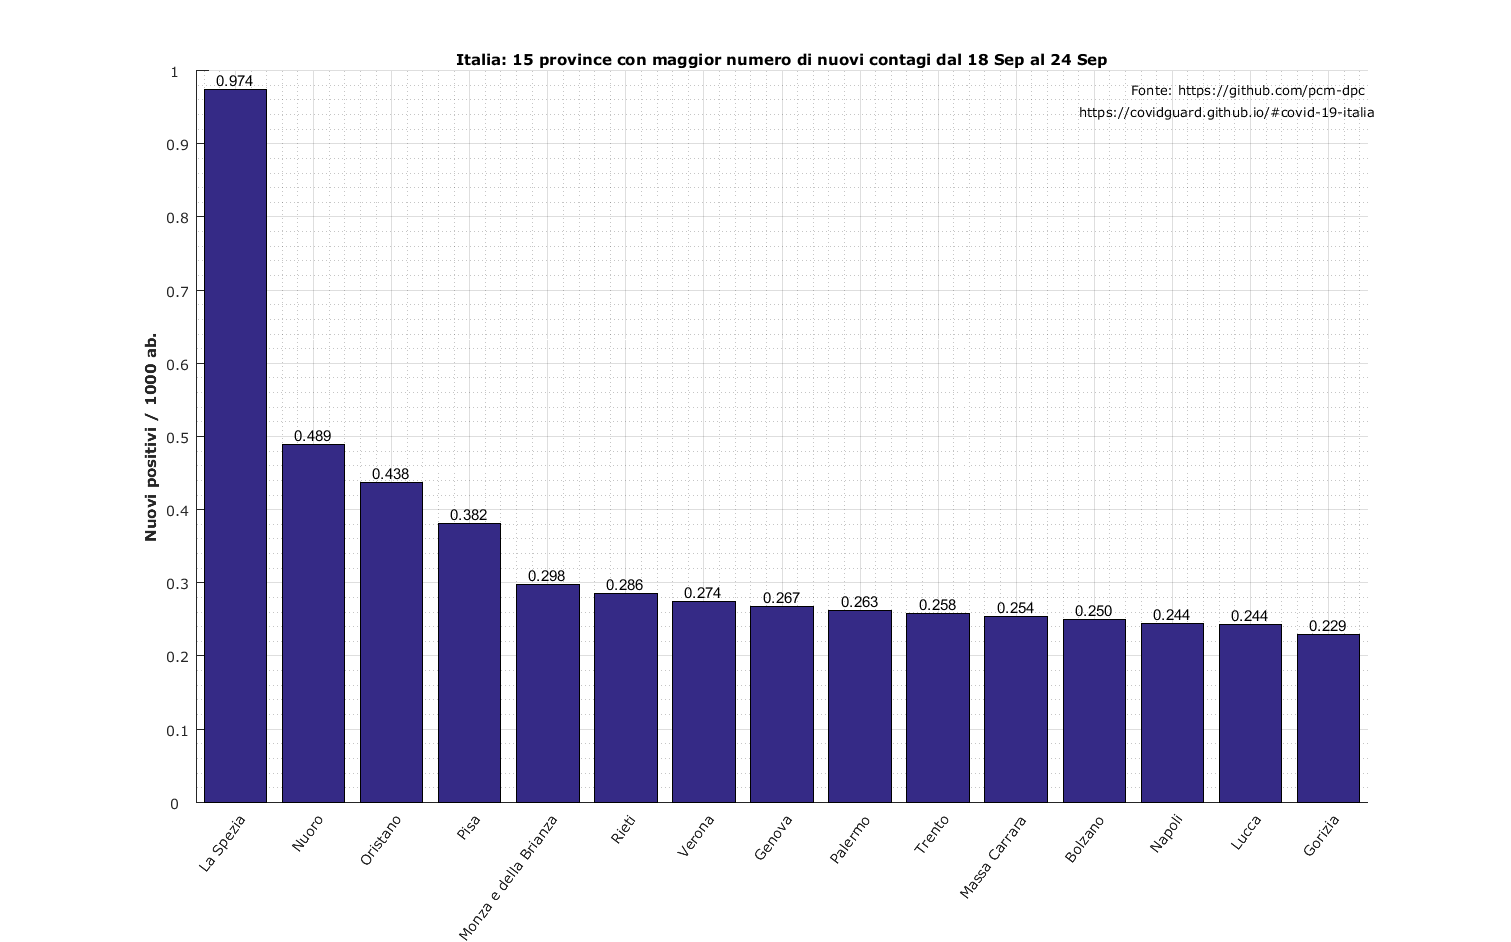 Italia: 15 province con maggior numero di nuovi contagi dal 18 Sep al 24 Sep
Fonte: https://github.com/pcm-dpc
https://covidguard.github.io/#covid-19-italia
Nuovi positivi / 1000 ab.
1
0.9
0.8
0.7
0.6
0.5
0.4
0.3
0.2
0.1
0
0.974
0.489
0.438
0.382
0.298
0.286
0.274
0.267
0.263
0.258
0.254
0.250
0.244
0.244
0.229
La Spezia
Nuoro
Oristano
Pisa
Monza e della Brianza
Rieti
Verona
Genova
Palermo
Trento
Massa Carrara
Bolzano
Napoli
Lucca
Gorizia